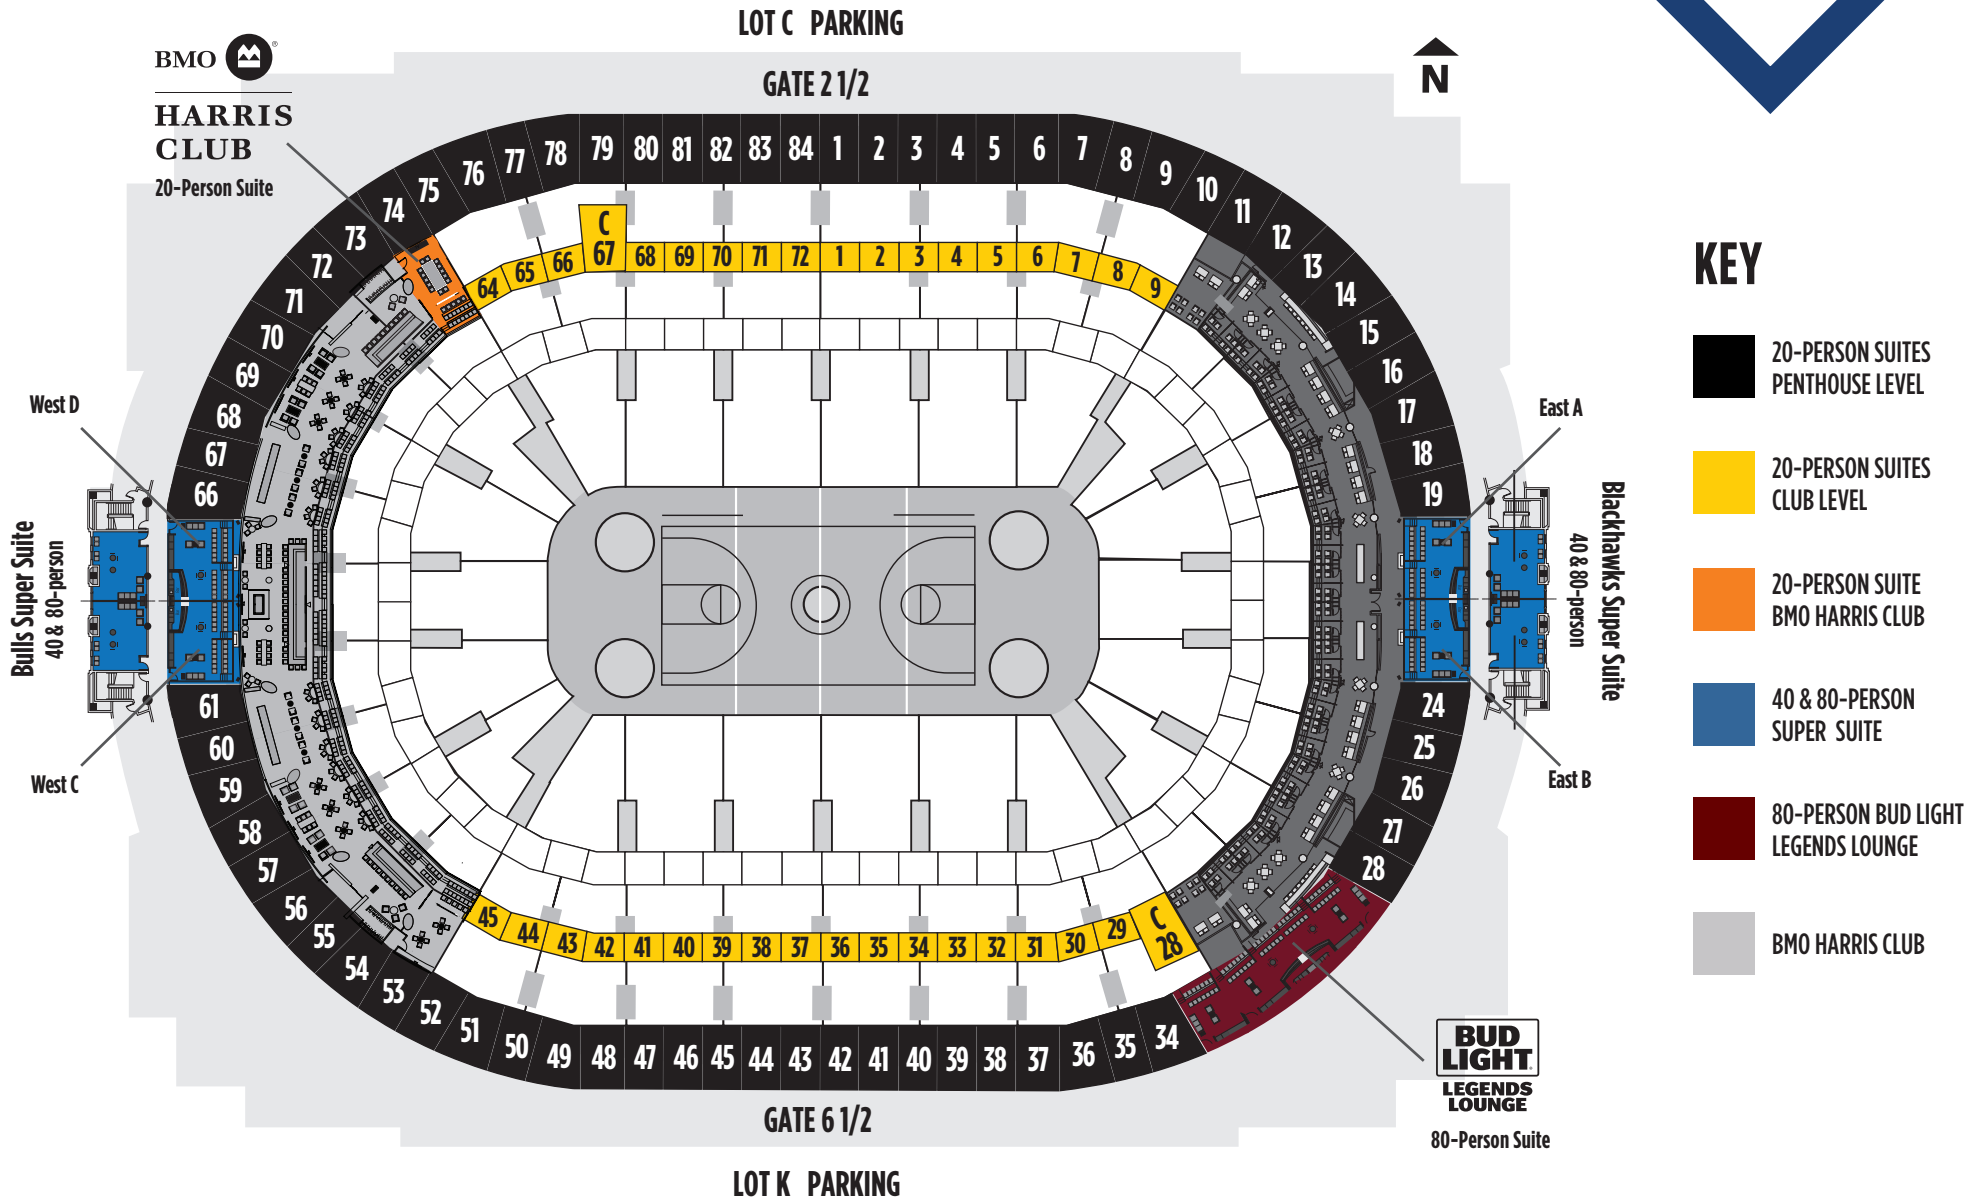 LOT C PARKING
GATE 2 1/2
BMO ®
HARRIS
CLUB
20-Person Suite
N
79 80 81 82 83 84 1 2 3 4 5 6 7 8 9 10 11 12 13 14 15 16 17 18 19
78 77 76 75 74 73 72 71 70 69 68 67 66
C
67
64 65 66 68 69 70 71 72 1 2 3 4 5 6 7 8 9
West D
West C
Bulls Super Suite
40 & 80-person
East A
East B
Blackhawks Super Suite
40 & 80-person
61 60 59 58 57 56 55 54 53 52 51 50 49 48 47 46 45 44 43 42 41 40 39 38 37 36 35 34
24 25 26 27 28
45 44 43 42 41 40 39 38 37 36 35 34 33 32 31 30 29
C
28
GATE 6 1/2
LOT K PARKING
BUD
LIGHT
LEGENDS
LOUNGE
80-Person Suite
KEY
20-PERSON SUITES
PENTHOUSE LEVEL
20-PERSON SUITES
CLUB LEVEL
20-PERSON SUITE
BMO HARRIS CLUB
40 & 80-PERSON
SUPER SUITE
80-PERSON BUD LIGHT
LEGENDS LOUNGE
BMO HARRIS CLUB